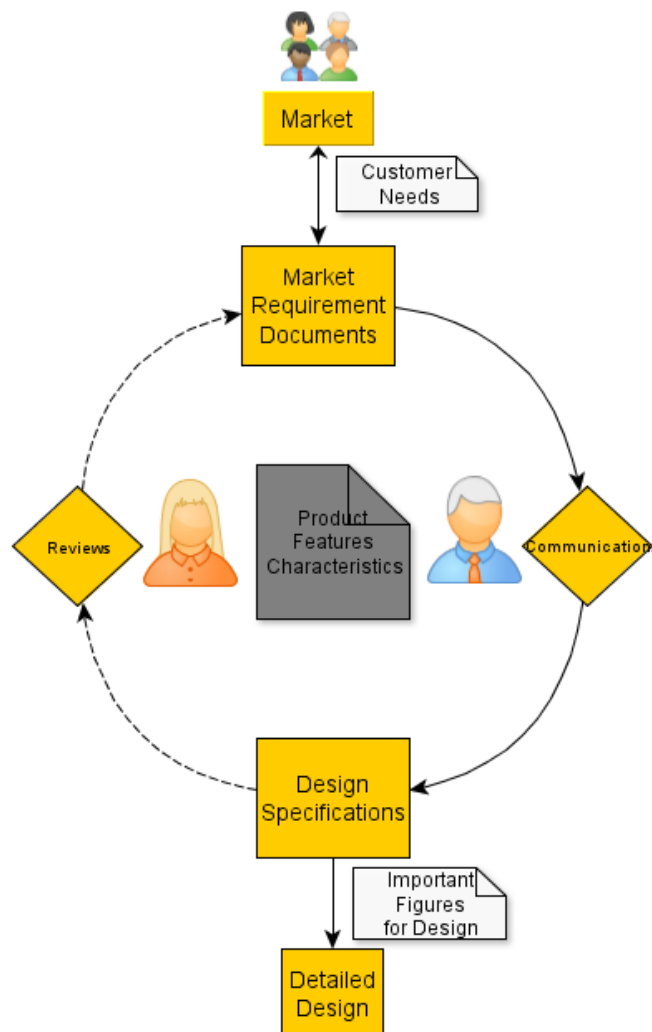 Market
Customer
Needs
Market
Requirement
Documents
Reviews
Product
Features
Characteristics
Communication
Design
Specifications
Important
Figures
for Design
Detailed
Design